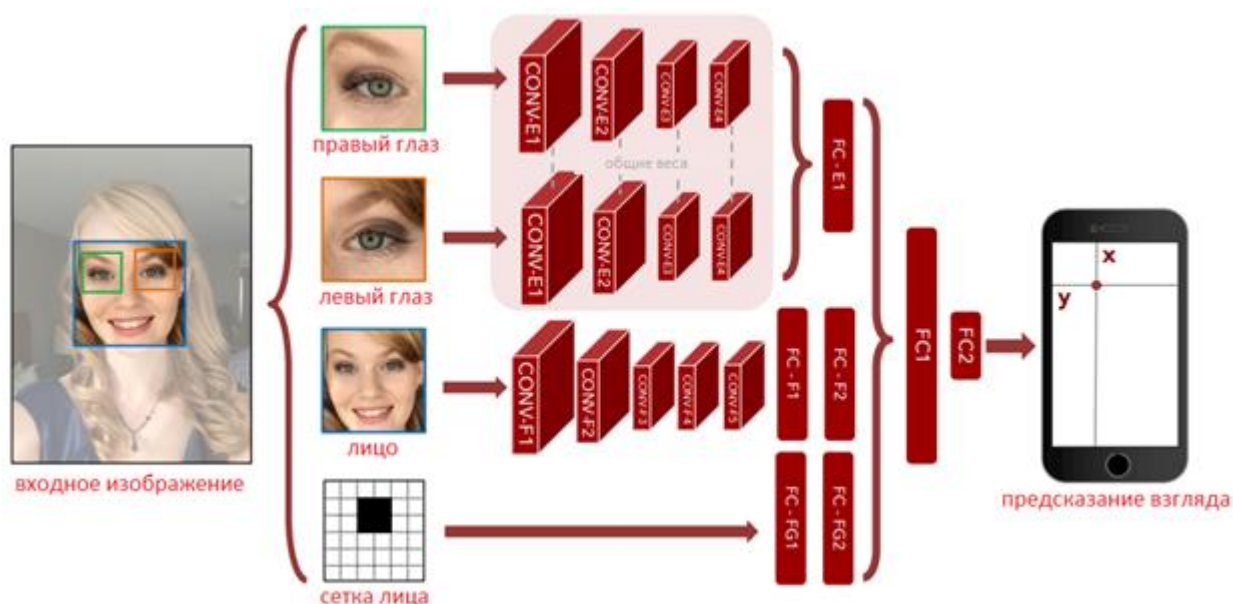 правый глаз
CONV-E1
CONV-E2
CONV-E3
CONV-E4
общие веса
FC - E1
левый глаз
CONV-E1
CONV-E2
CONV-E3
CONV-E4
лицо
CONV-F1
CONV-F2
CONV-F3
CONV-F4
CONV-F5
FC - F1
FC - F2
сетка лица
FC - FG1
FC - FG2
входное изображение
FC1
FC2
x
y
предсказание взгляда